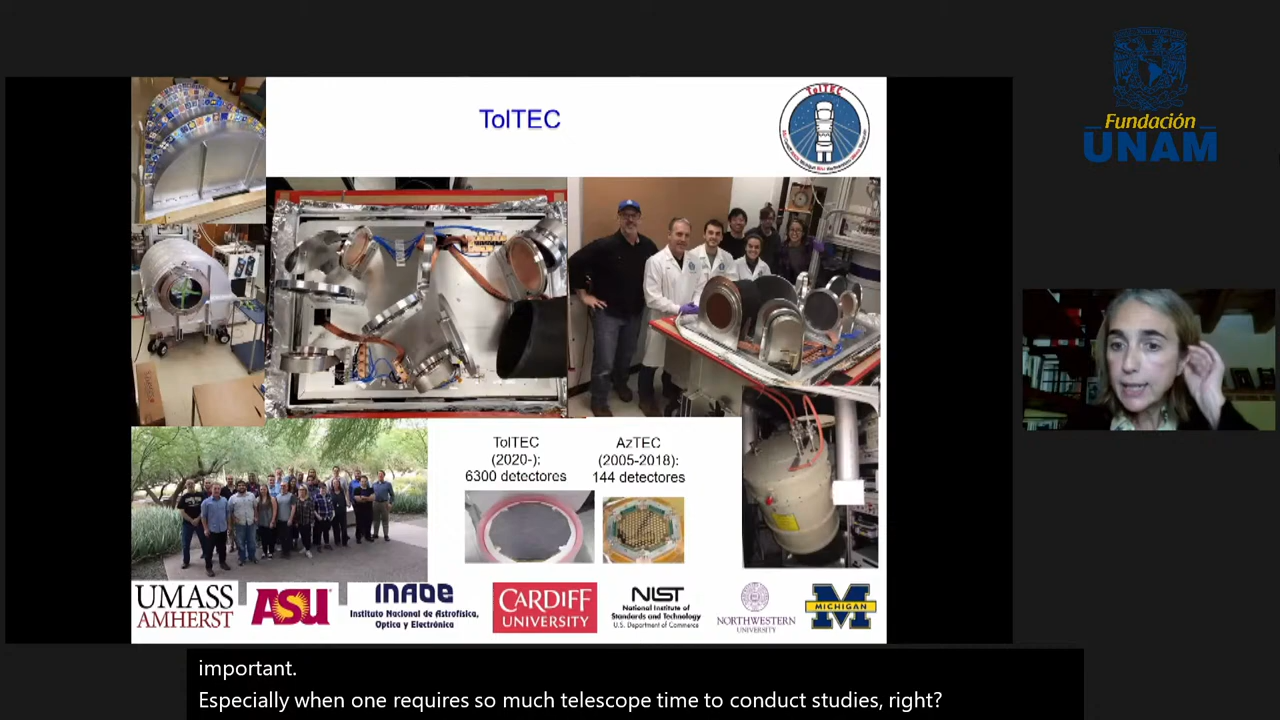 TolTEC
TolTEC
Fundación
UNAM
TolTEC
(2020-):
6300 detectores
AzTEC
(2005-2018):
144 detectores
UMASS
AMHERST
ASU
INAOE
Instituto Nacional de Astrofísica,
Optica y Electrónica
CARDIFF
UNIVERSITY
NIST
National Institute of
Standards and Technology
U.S. Department of Commerce
NORTHWESTERN
UNIVERSITY
MICHIGAN
important.
Especially when one requires so much telescope time to conduct studies, right?